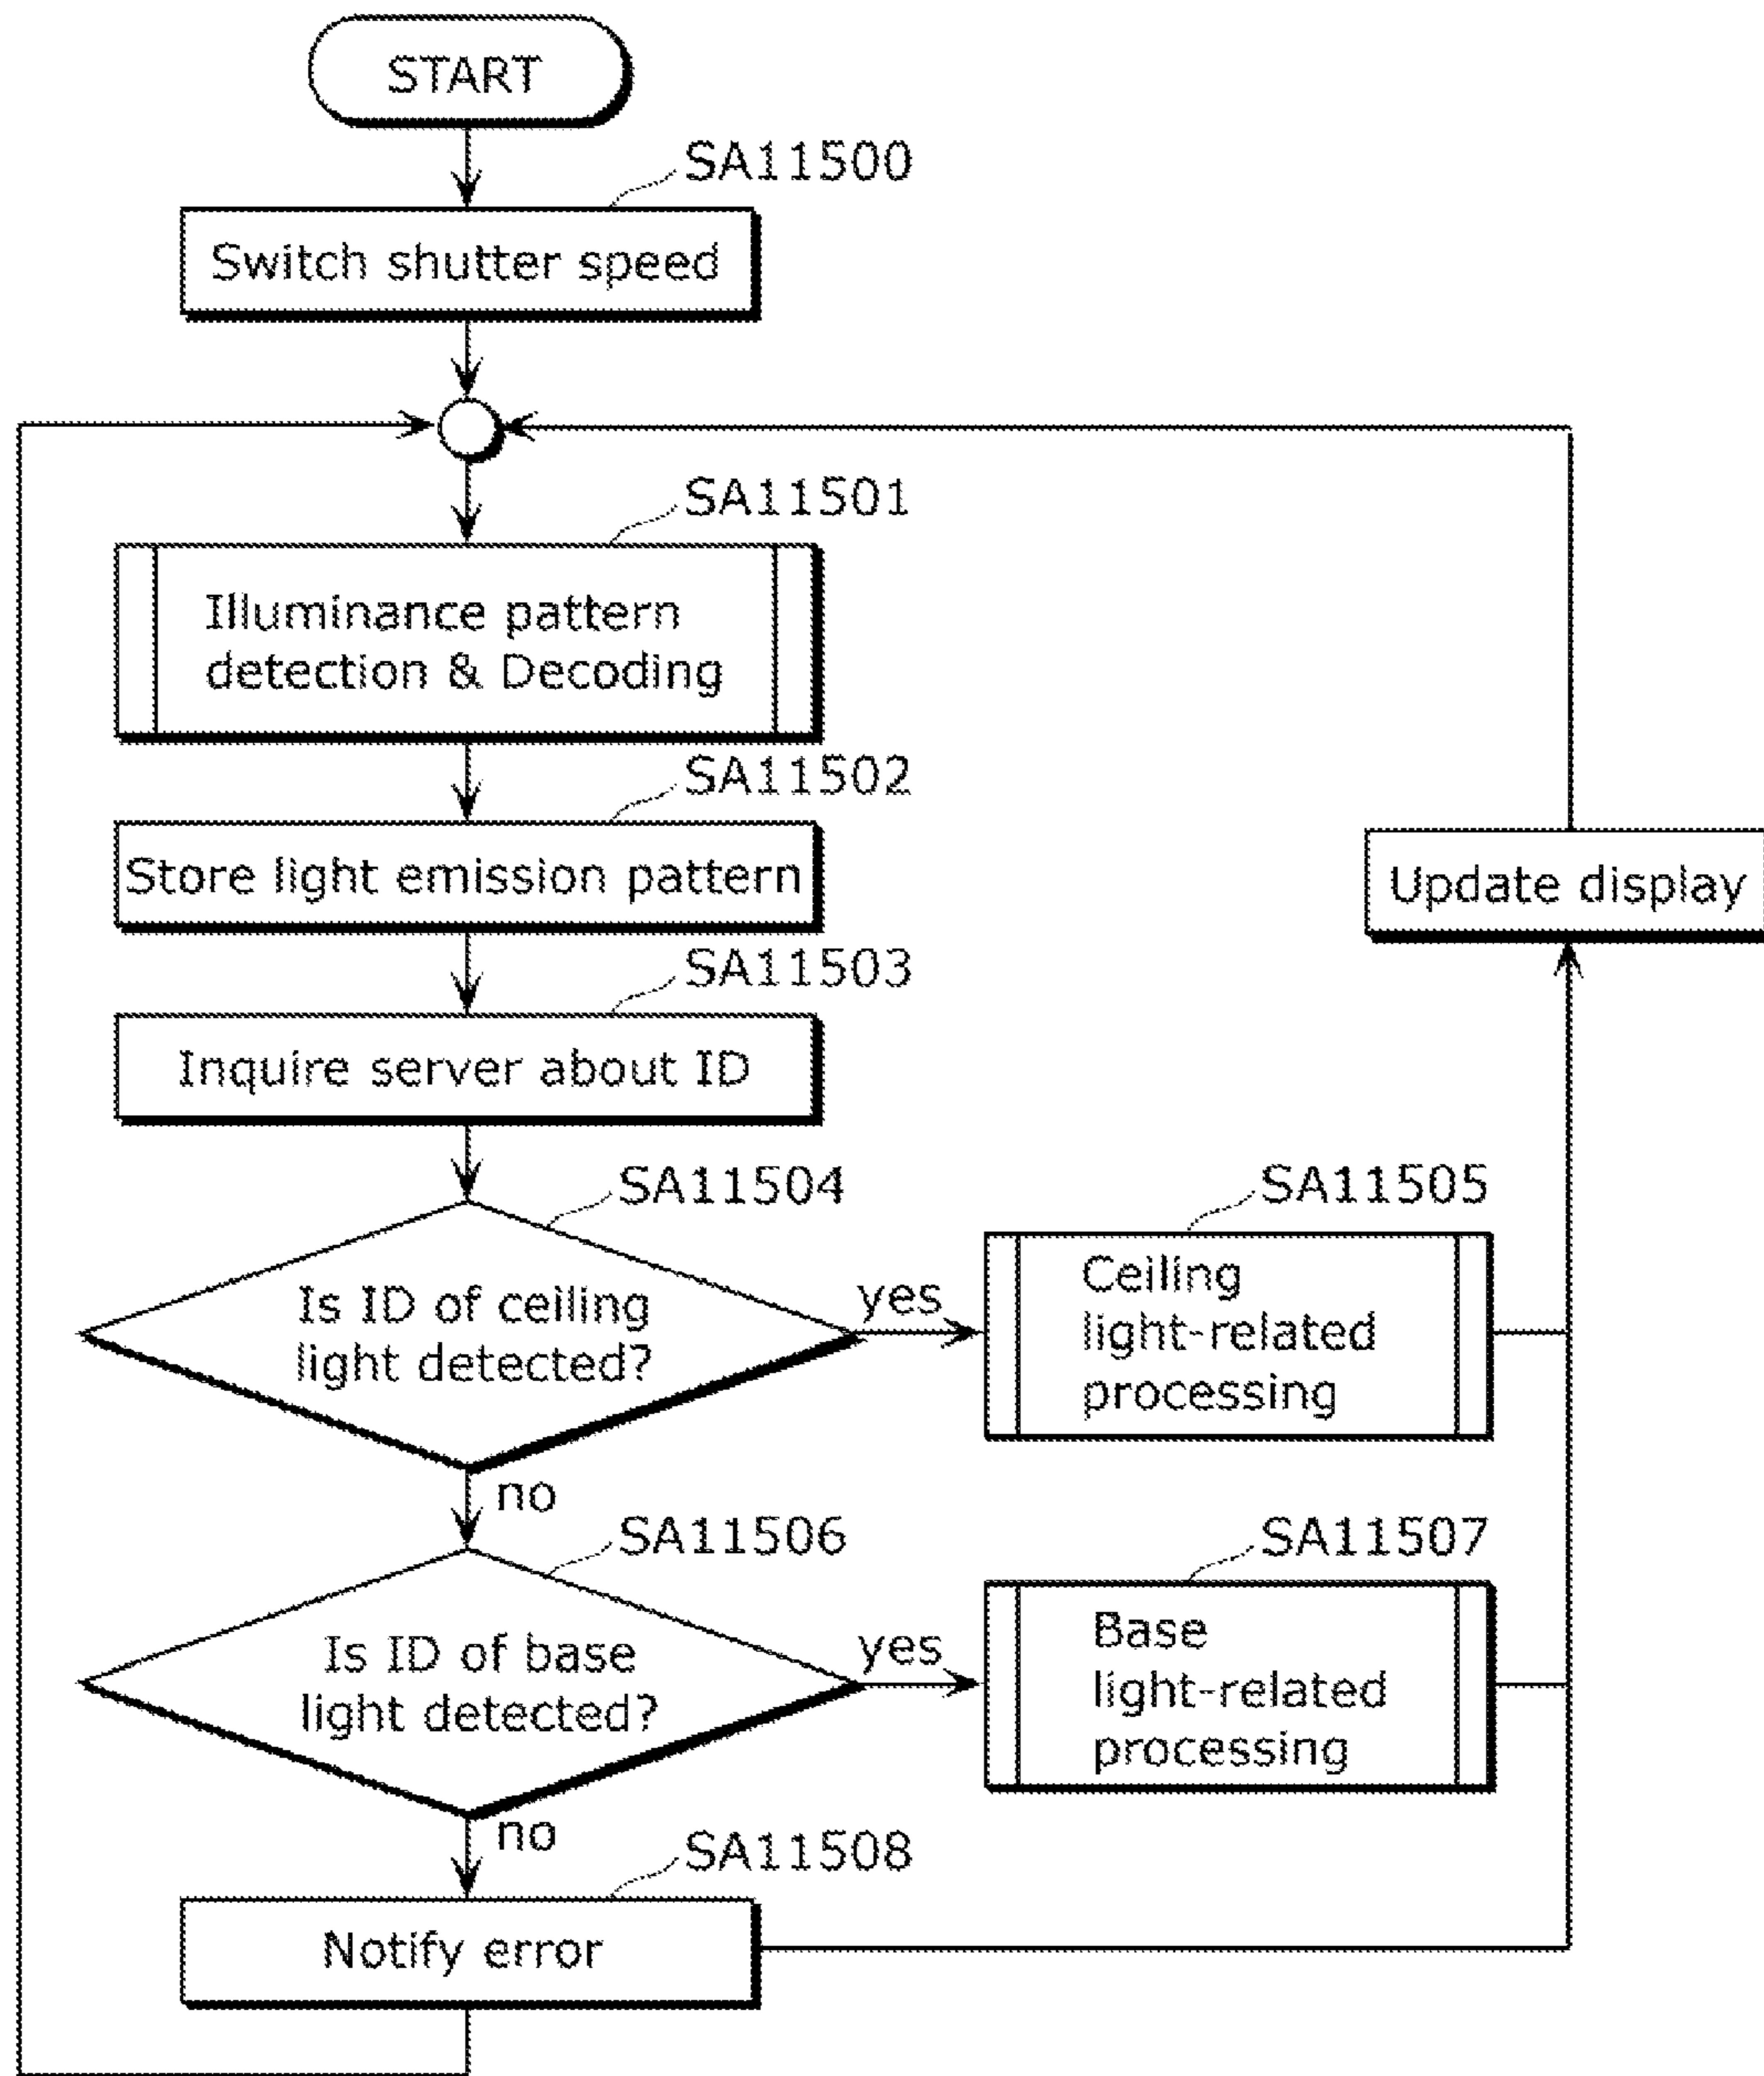 START
SA11500
Switch shutter speed
SA11501
Illuminance pattern
detection & Decoding
SA11502
Store light emission pattern
Update display
SA11503
Inquire server about ID
SA11504
Is ID of ceiling
light detected?
yes
SA11505
Ceiling
light-related
processing
no
SA11506
Is ID of base
light detected?
yes
SA11507
Base
light-related
processing
no
SA11508
Notify error